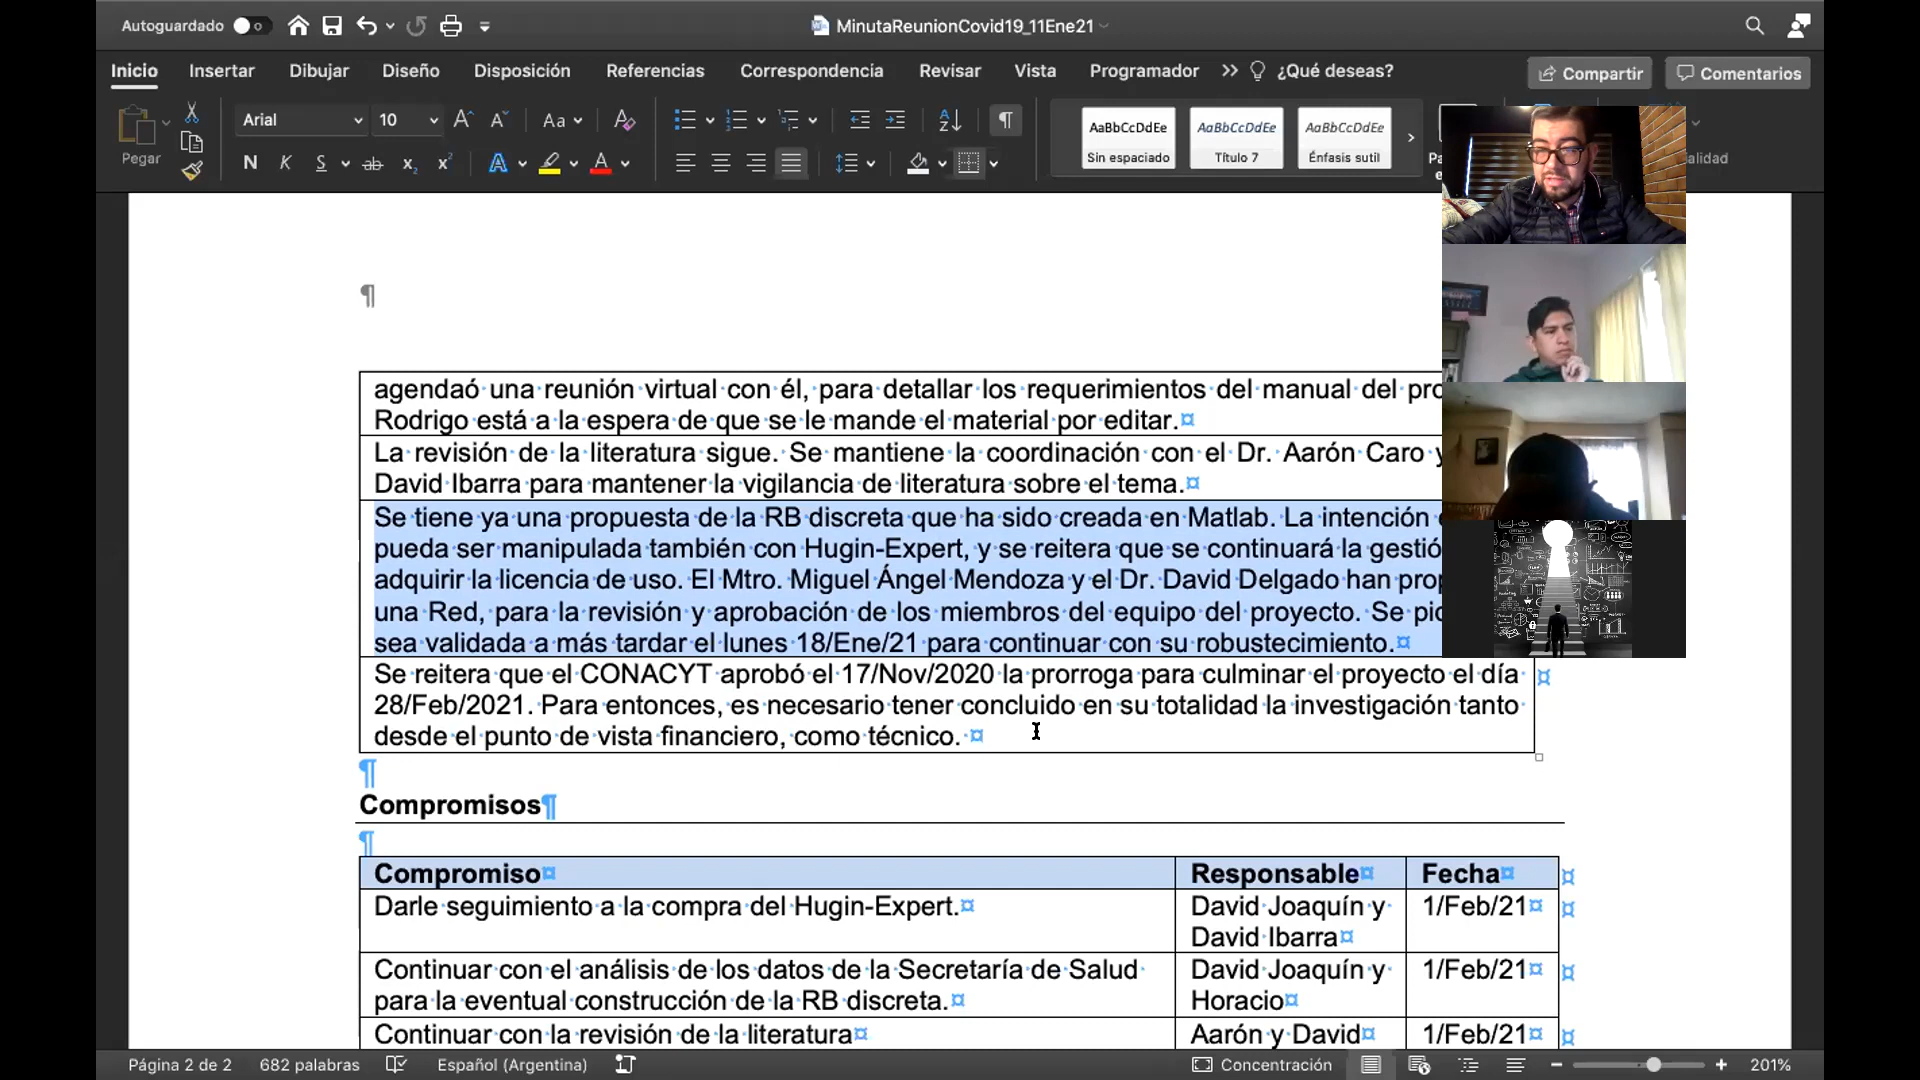 Autoguardado
MinutaReunionCovid19_11Ene21
Inicio Insertar Dibujar Diseño Disposición Referencias Correspondencia Revisar Vista Programador ¿Qué deseas? Compartir Comentarios
Pegar
Arial 10
Aa
N K S ab x₂ x² A A
AaBbCcDdEe AaBbCcDdEe AaBbCcDdEe
Sin espaciado Título 7 Énfasis sutil
agendaó una reunión virtual con él, para detallar los requerimientos del manual del
Rodrigo está a la espera de que se le mande el material por editar.
La revisión de la literatura sigue. Se mantiene la coordinación con el Dr. Aarón Caro y
David Ibarra para mantener la vigilancia de literatura sobre el tema.
Se tiene ya una propuesta de la RB discreta que ha sido creada en Matlab. La intención
pueda ser manipulada también con Hugin-Expert, y se reitera que se continuará la gestió
adquirir la licencia de uso. El Mtro. Miguel Ángel Mendoza y el Dr. David Delgado han
una Red, para la revisión y aprobación de los miembros del equipo del proyecto. Se
sea validada a más tardar el lunes 18/Ene/21 para continuar con su robustecimiento.
Se reitera que el CONACYT aprobó el 17/Nov/2020 la prorroga para culminar el proyecto el día
28/Feb/2021. Para entonces, es necesario tener concluido en su totalidad la investigación tanto
desde el punto de vista financiero, como técnico.
Compromisos
Compromiso Responsable Fecha
Darle seguimiento a la compra del Hugin-Expert. David Joaquín y 1/Feb/21
David Ibarra
Continuar con el análisis de los datos de la Secretaría de Salud David Joaquín y 1/Feb/21
para la eventual construcción de la RB discreta. Horacio
Continuar con la revisión de la literatura Aarón y David 1/Feb/21
Página 2 de 2 682 palabras Español (Argentina) Concentración 201%